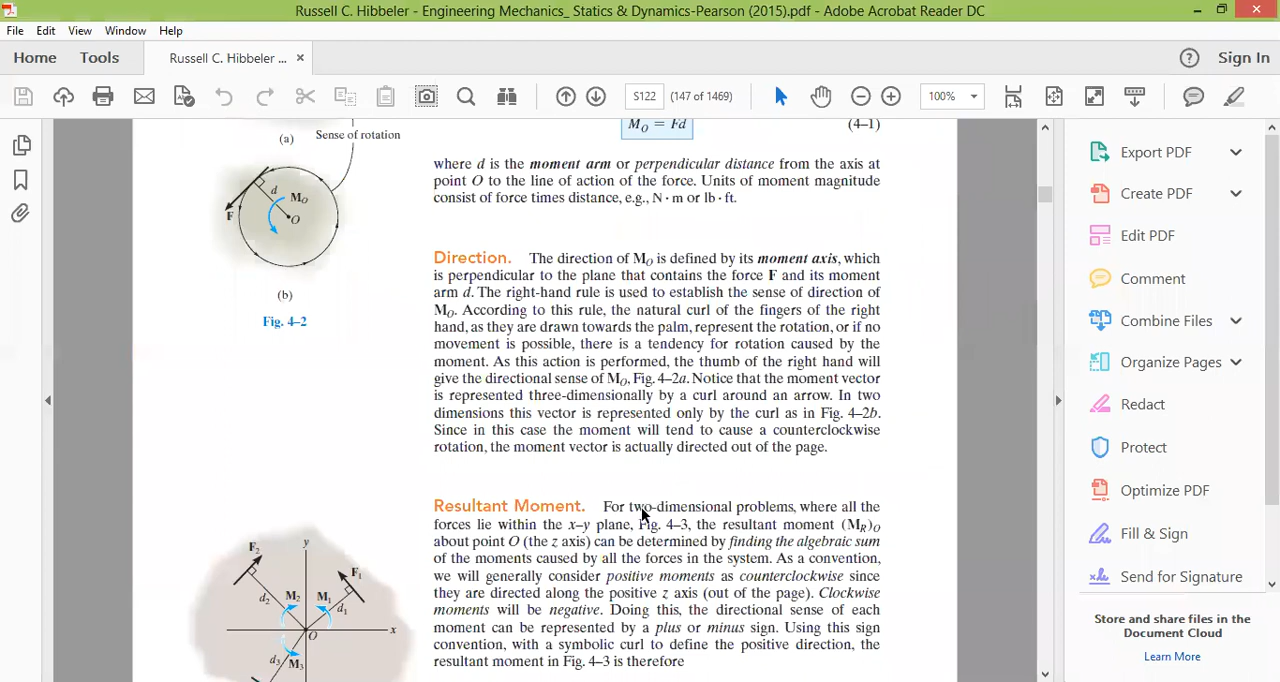 Russell C. Hibbeler - Engineering Mechanics_ Statics & Dynamics-Pearson (2015).pdf - Adobe Acrobat Reader DC
File Edit View Window Help
Home Tools Russell C. Hibbeler ... × Sign In
S122 (147 of 1469) 100%
Sense of rotation
(a)
d
M_O
F
O
(b)
Fig. 4–2
M_O = Fd (4–1)
where d is the moment arm or perpendicular distance from the axis at
point O to the line of action of the force. Units of moment magnitude
consist of force times distance, e.g., N · m or lb · ft.
Direction. The direction of M_O is defined by its moment axis, which
is perpendicular to the plane that contains the force F and its moment
arm d. The right-hand rule is used to establish the sense of direction of
M_O. According to this rule, the natural curl of the fingers of the right
hand, as they are drawn towards the palm, represent the rotation, or if no
movement is possible, there is a tendency for rotation caused by the
moment. As this action is performed, the thumb of the right hand will
give the directional sense of M_O, Fig. 4–2a. Notice that the moment vector
is represented three-dimensionally by a curl around an arrow. In two
dimensions this vector is represented only by the curl as in Fig. 4–2b.
Since in this case the moment will tend to cause a counterclockwise
rotation, the moment vector is actually directed out of the page.
Resultant Moment. For two-dimensional problems, where all the
forces lie within the x–y plane, Fig. 4–3, the resultant moment (M_R)_O
about point O (the z axis) can be determined by finding the algebraic sum
of the moments caused by all the forces in the system. As a convention,
we will generally consider positive moments as counterclockwise since
they are directed along the positive z axis (out of the page). Clockwise
moments will be negative. Doing this, the directional sense of each
moment can be represented by a plus or minus sign. Using this sign
convention, with a symbolic curl to define the positive direction, the
resultant moment in Fig. 4–3 is therefore
y
F₂
F₁
d₂
M₂
M₁
d₁
x
O
d₃
M₃
Export PDF
Create PDF
Edit PDF
Comment
Combine Files
Organize Pages
Redact
Protect
Optimize PDF
Fill & Sign
Send for Signature
Store and share files in the
Document Cloud
Learn More